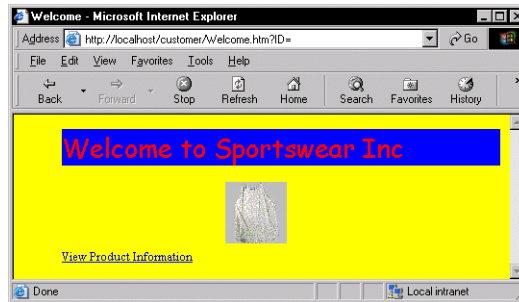 Welcome - Microsoft Internet Explorer
Address http://localhost/customer/Welcome.htm?ID= Go
File Edit View Favorites Tools Help
Back Forward Stop Refresh Home Search Favorites History »
Welcome to Sportswear Inc
View Product Information
Done Local intranet